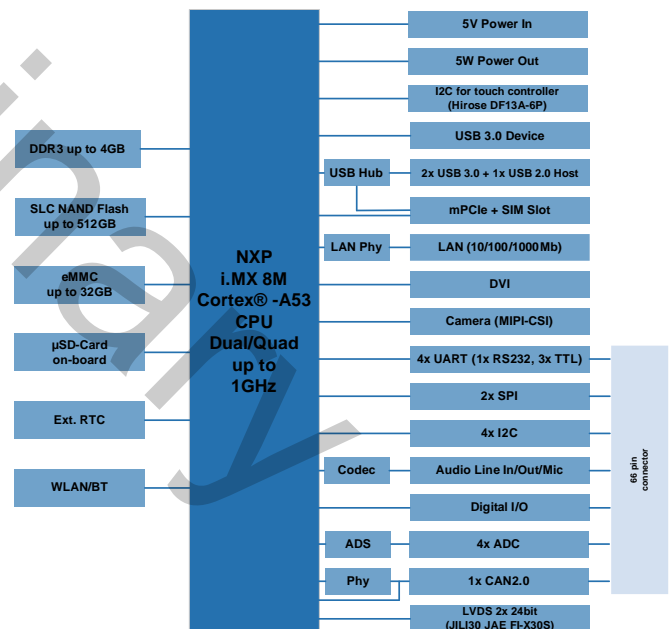 5V Power In
5W Power Out
I2C for touch controller
(Hirose DF13A-6P)
USB 3.0 Device
DDR3 up to 4GB
USB Hub
2x USB 3.0 + 1x USB 2.0 Host
SLC NAND Flash
up to 512GB
mPCIe + SIM Slot
LAN Phy
LAN (10/100/1000Mb)
NXP
i.MX 8M
Cortex® -A53
CPU
Dual/Quad
up to
1GHz
eMMC
up to 32GB
DVI
Camera (MIPI-CSI)
µSD-Card
on-board
4x UART (1x RS232, 3x TTL)
2x SPI
Ext. RTC
4x I2C
66 pin
connector
Codec
Audio Line In/Out/Mic
WLAN/BT
Digital I/O
ADS
4x ADC
Phy
1x CAN2.0
LVDS 2x 24bit
(JILI30 JAE FI-X30S)
inary